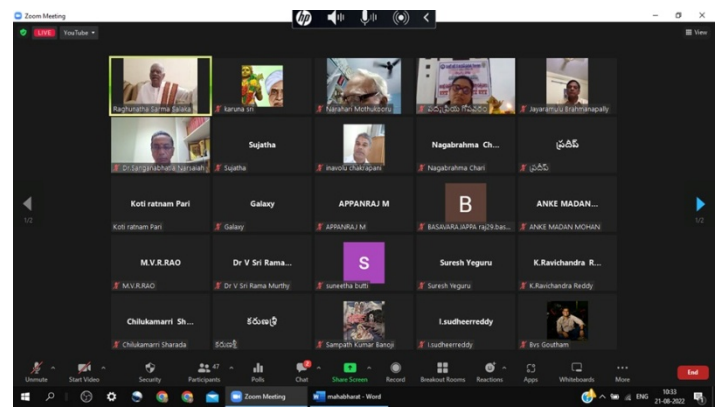 Zoom Meeting
LIVE YouTube
View
Raghunatha Sarma Salaka
karuna sri
Narahari Mothukooru
Jayaramulu Brahmanapally
Dr.Sanganabhatla Narsaiah
Sujatha
Sujatha
inavolu chakrapani
Nagabrahma Ch...
Nagabrahma Chari
ప్రదీప్
ప్రదీప్
Koti ratnam Pari
Koti ratnam Pari
Galaxy
Galaxy
APPANRAJ M
APPANRAJ M
B
BASAVARAJAPPA raj29.bas...
ANKE MADAN...
ANKE MADAN MOHAN
1/2
1/2
M.V.R.RAO
M.V.R.RAO
Dr V Sri Rama...
Dr V Sri Rama Murthy
S
suneetha butti
Suresh Yeguru
Suresh Yeguru
K.Ravichandra R...
K.Ravichandra Reddy
Chilukamarri Sh...
Chilukamarri Sharada
కరుణశ్రీ
కరుణశ్రీ
Sampath Kumar Banoji
l.sudheerreddy
l.sudheerreddy
Bvs Goutham
47
Unmute
Start Video
Security
Participants
Polls
Chat
Share Screen
Record
Breakout Rooms
Reactions
Apps
Whiteboards
More
End
Zoom Meeting
mahabharat - Word
ENG
10:33
21-08-2022